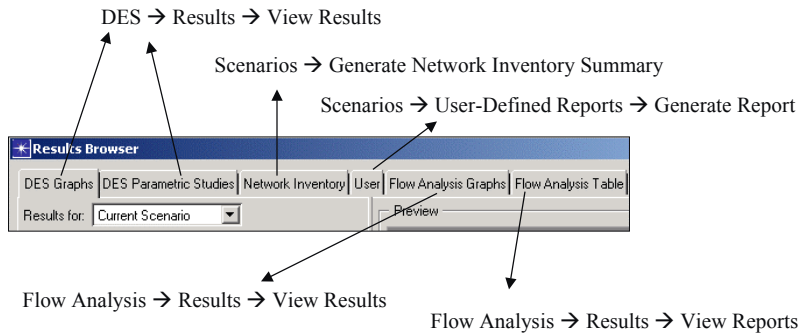 DES → Results → View Results
Scenarios → Generate Network Inventory Summary
Scenarios → User-Defined Reports → Generate Report
Results Browser
DES Graphs DES Parametric Studies Network Inventory User Flow Analysis Graphs Flow Analysis Table
Results for: Current Scenario
Preview
Flow Analysis → Results → View Results
Flow Analysis → Results → View Reports